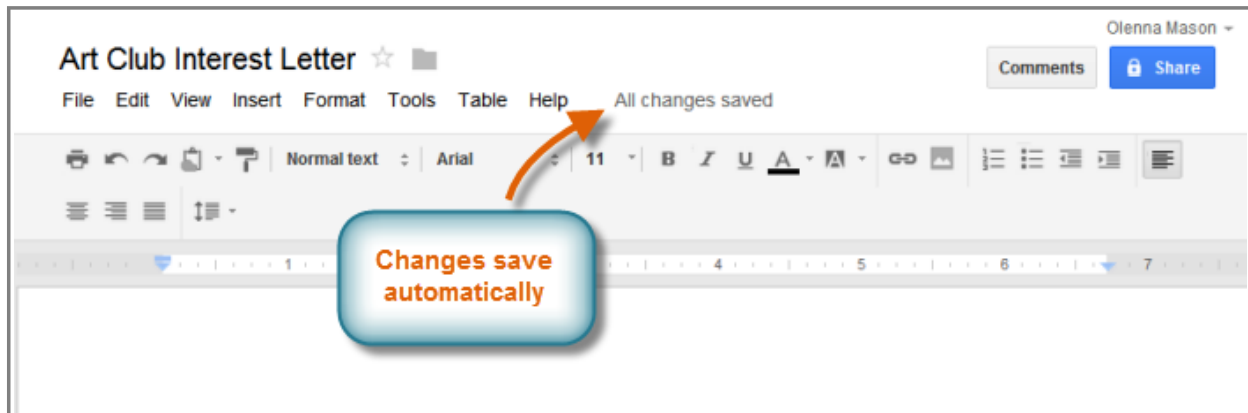 Olenna Mason
Art Club Interest Letter
Comments
Share
File Edit View Insert Format Tools Table Help All changes saved
Normal text Arial 11 B I U A A
Changes save
automatically
1 4 5 6 7